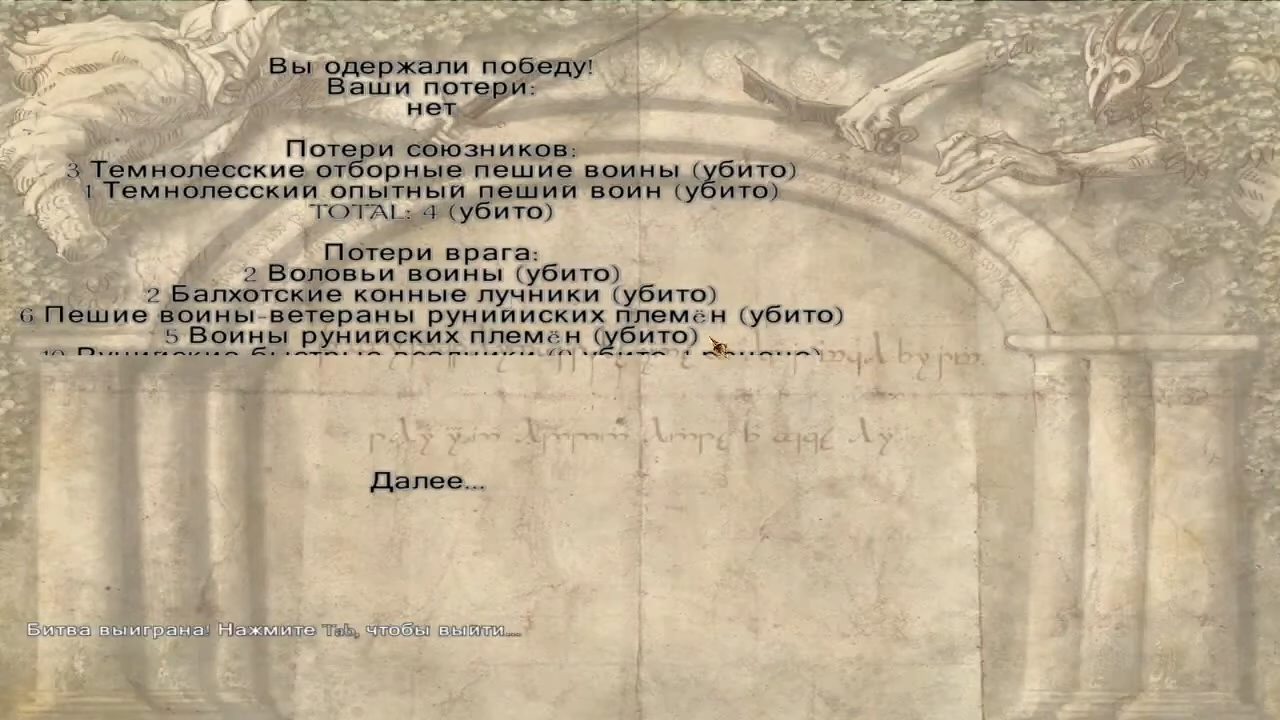 Вы одержали победу!
Ваши потери:
нет
Потери союзников:
3 Темнолесские отборные пешие воины (убито)
1 Темнолесский опытный пеший воин (убито)
TOTAL: 4 (убито)
Потери врага:
2 Воловьи воины (убито)
2 Балхотские конные лучники (убито)
6 Пешие воины-ветераны рунийиских племён (убито)
5 Воины рунийских племён (убито)
Далее...
Битва выиграна! Нажмите Tab, чтобы выйти...